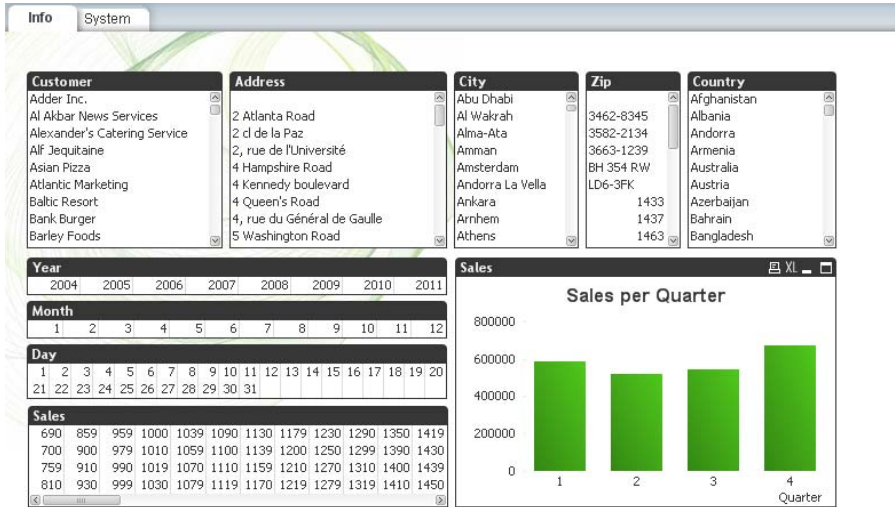 Info System
Customer
Adder Inc.
Al Akbar News Services
Alexander's Catering Service
Alf Jequitaine
Asian Pizza
Atlantic Marketing
Baltic Resort
Bank Burger
Barley Foods
Address
2 Atlanta Road
2 cl de la Paz
2, rue de l'Université
4 Hampshire Road
4 Kennedy boulevard
4 Queen's Road
4, rue du Général de Gaulle
5 Washington Road
City
Abu Dhabi
Al Wakrah
Alma-Ata
Amman
Amsterdam
Andorra La Vella
Ankara
Arnhem
Athens
Zip
3462-8345
3582-2134
3663-1239
BH 354 RW
LD6-3FK
1433
1437
1463
Country
Afghanistan
Albania
Andorra
Armenia
Australia
Austria
Azerbaijan
Bahrain
Bangladesh
Year
2004 2005 2006 2007 2008 2009 2010 2011
Month
1 2 3 4 5 6 7 8 9 10 11 12
Day
1 2 3 4 5 6 7 8 9 10 11 12 13 14 15 16 17 18 19 20
21 22 23 24 25 26 27 28 29 30 31
Sales
690 859 959 1000 1039 1090 1130 1179 1230 1290 1350 1419
700 900 979 1010 1059 1100 1139 1200 1250 1299 1390 1430
759 910 990 1019 1070 1110 1159 1210 1270 1310 1400 1439
810 930 999 1030 1079 1119 1170 1219 1279 1319 1410 1450
Sales XL
Sales per Quarter
800000
600000
400000
200000
0
1 2 3 4
Quarter